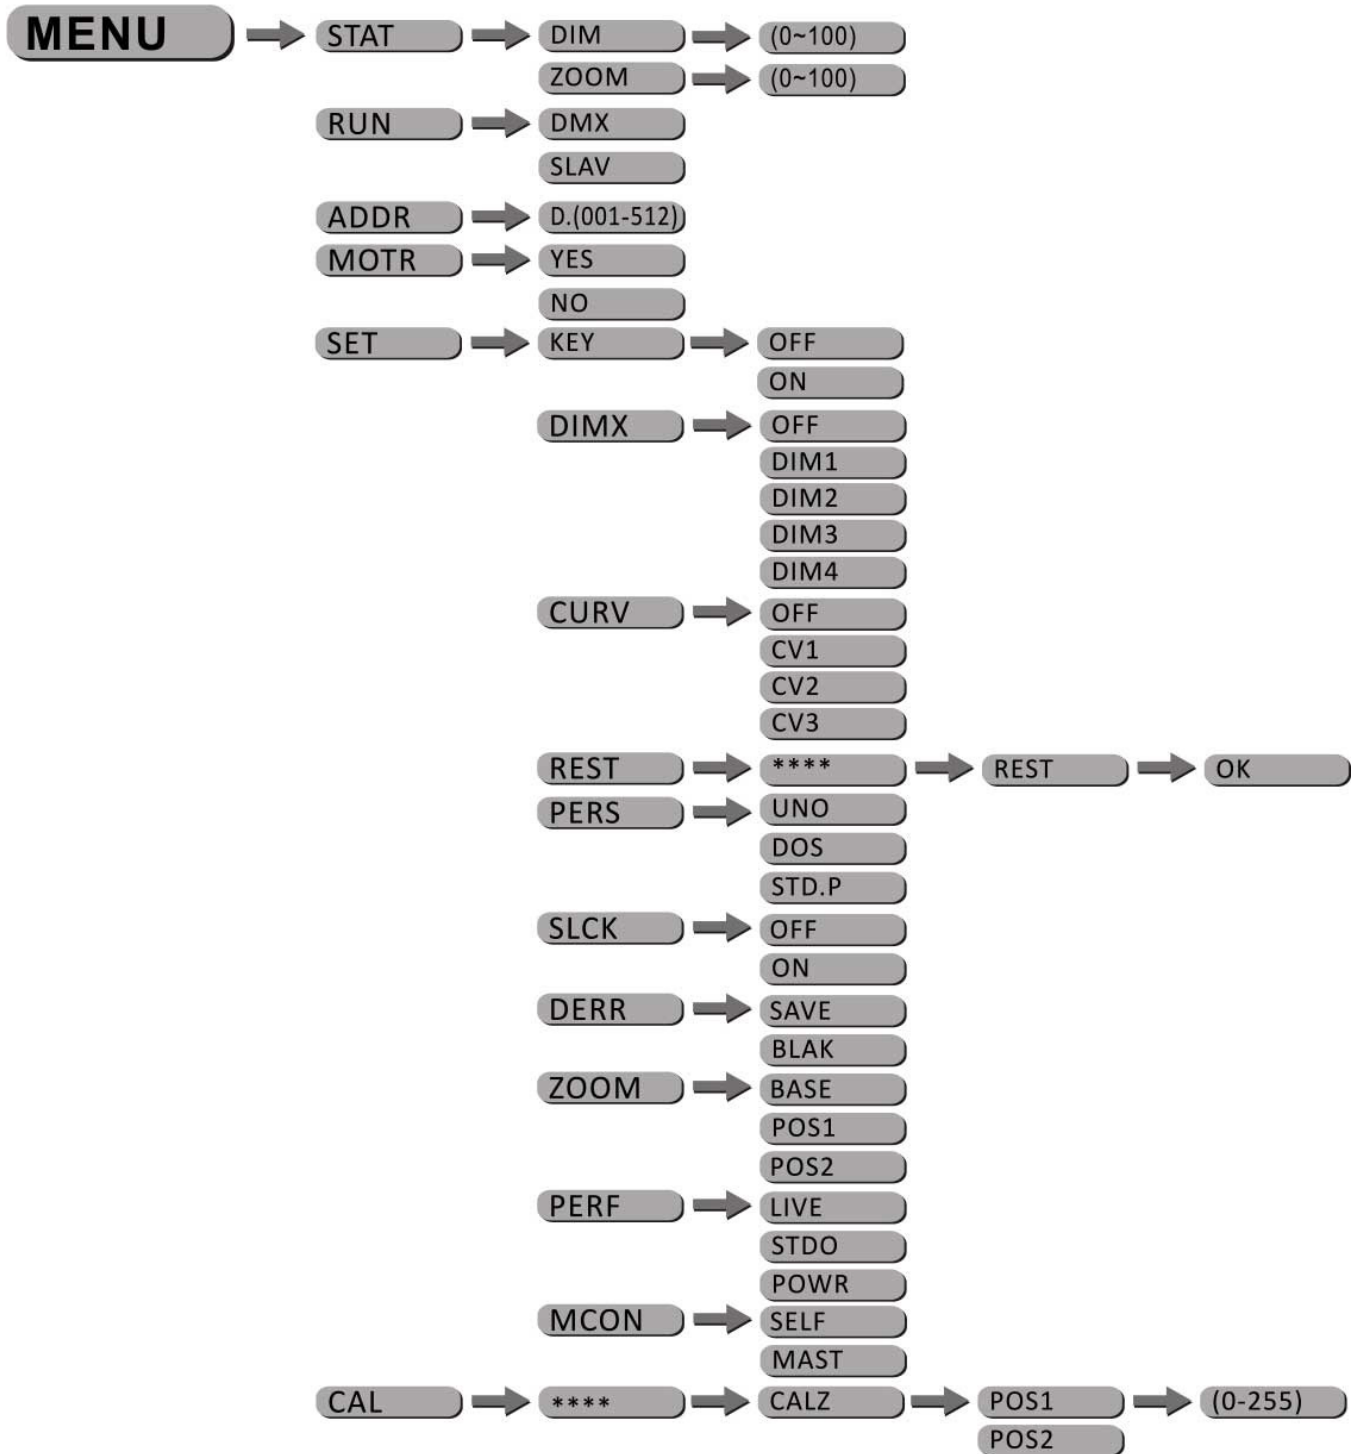 MENU STAT DIM (0~100)
ZOOM (0~100)
RUN DMX
SLAV
ADDR D.(001-512)
MOTR YES
NO
SET KEY OFF
ON
DIMX OFF
DIM1
DIM2
DIM3
DIM4
CURV OFF
CV1
CV2
CV3
REST **** REST OK
PERS UNO
DOS
STD.P
SLCK OFF
ON
DERR SAVE
BLAK
ZOOM BASE
POS1
POS2
PERF LIVE
STDO
POWR
MCON SELF
MAST
CAL **** CALZ POS1 (0-255)
POS2